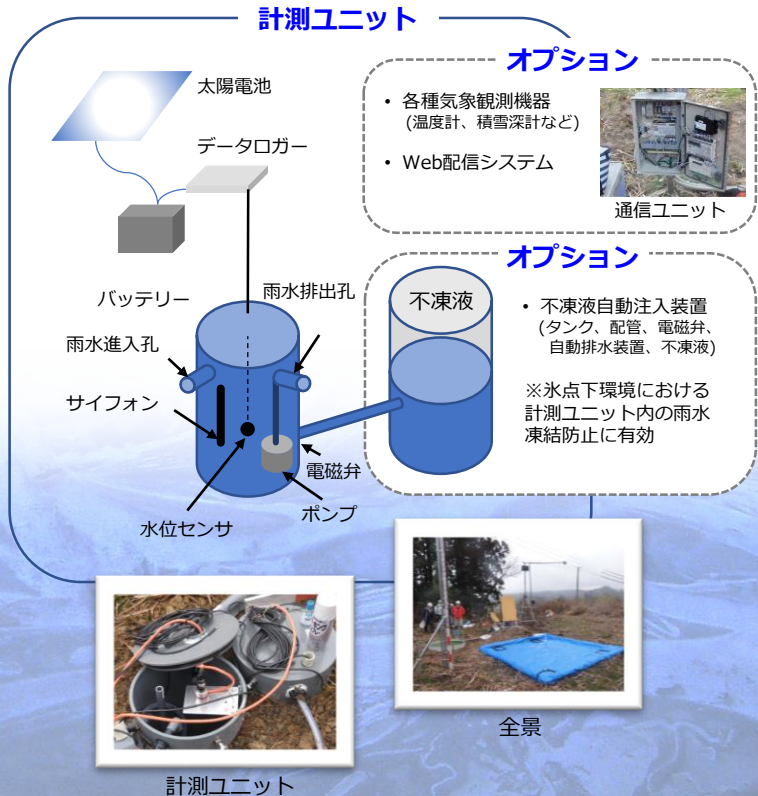 計測ユニット
太陽電池
データロガー
バッテリー
雨水排出孔
雨水進入孔
サイフォン
電磁弁
ポンプ
水位センサ
オプション
• 各種気象観測機器
(温度計、積雪深計など)
• Web配信システム
通信ユニット
オプション
不凍液
• 不凍液自動注入装置
(タンク、配管、電磁弁、
自動排水装置、不凍液)
※氷点下環境における
計測ユニット内の雨水
凍結防止に有効
全景
計測ユニット